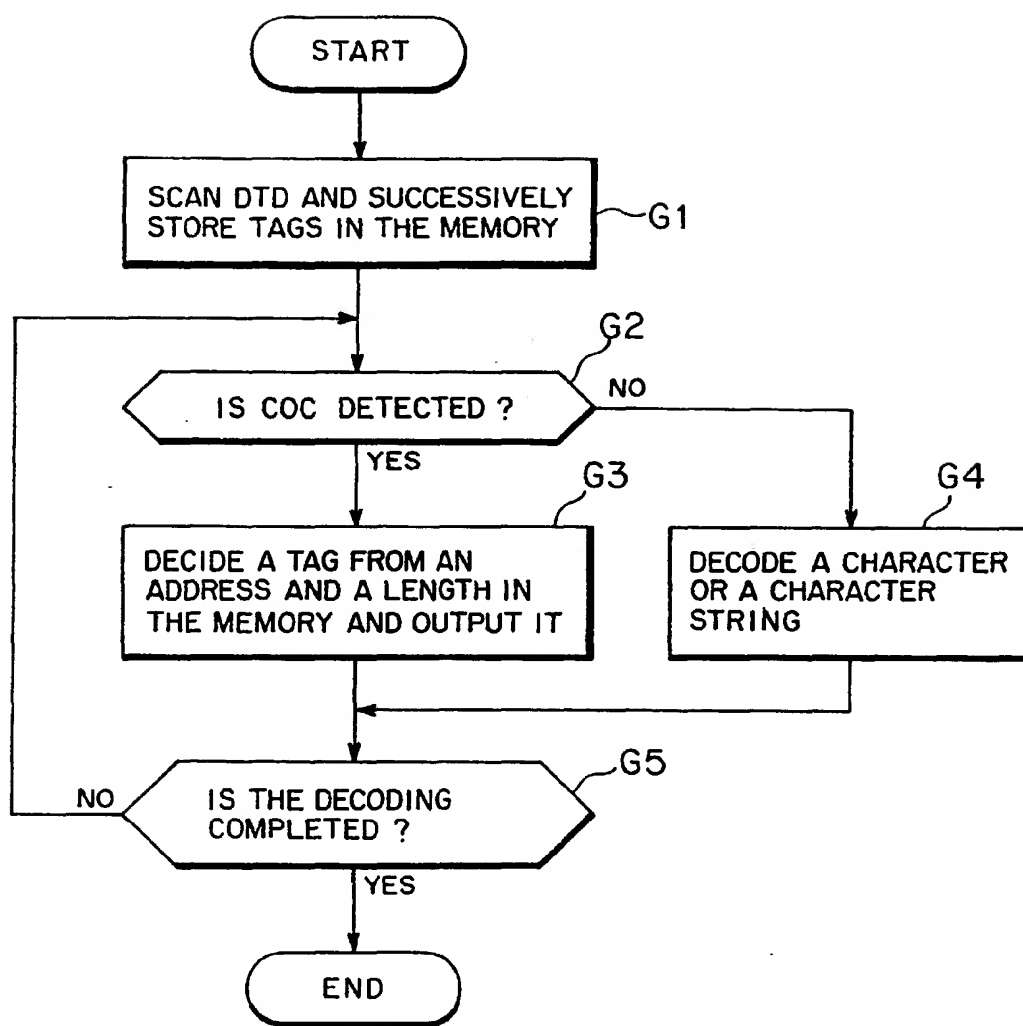 START
SCAN DTD AND SUCCESSIVELY
STORE TAGS IN THE MEMORY
G1
G2
IS COC DETECTED ?
NO
YES
G3
DECIDE A TAG FROM AN
ADDRESS AND A LENGTH IN
THE MEMORY AND OUTPUT IT
G4
DECODE A CHARACTER
OR A CHARACTER
STRING
G5
IS THE DECODING
COMPLETED ?
NO
YES
END